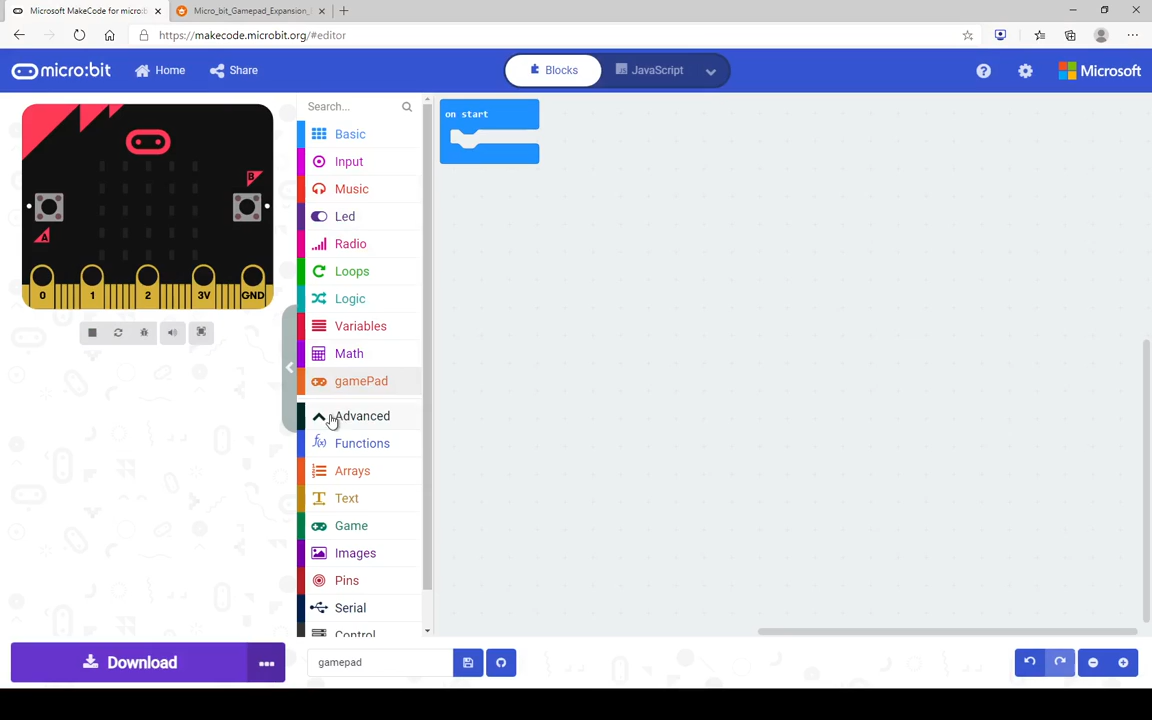 Microsoft MakeCode for micro:b
Micro_bit_Gamepad_Expansion_
https://makecode.microbit.org/#editor
micro:bit
Home
Share
Blocks
JavaScript
Microsoft
Search...
on start
Basic
Input
Music
Led
Radio
Loops
Logic
Variables
Math
gamePad
Advanced
Functions
Arrays
Text
Game
Images
Pins
Serial
Control
A
B
0 1 2 3V GND
Download
gamepad